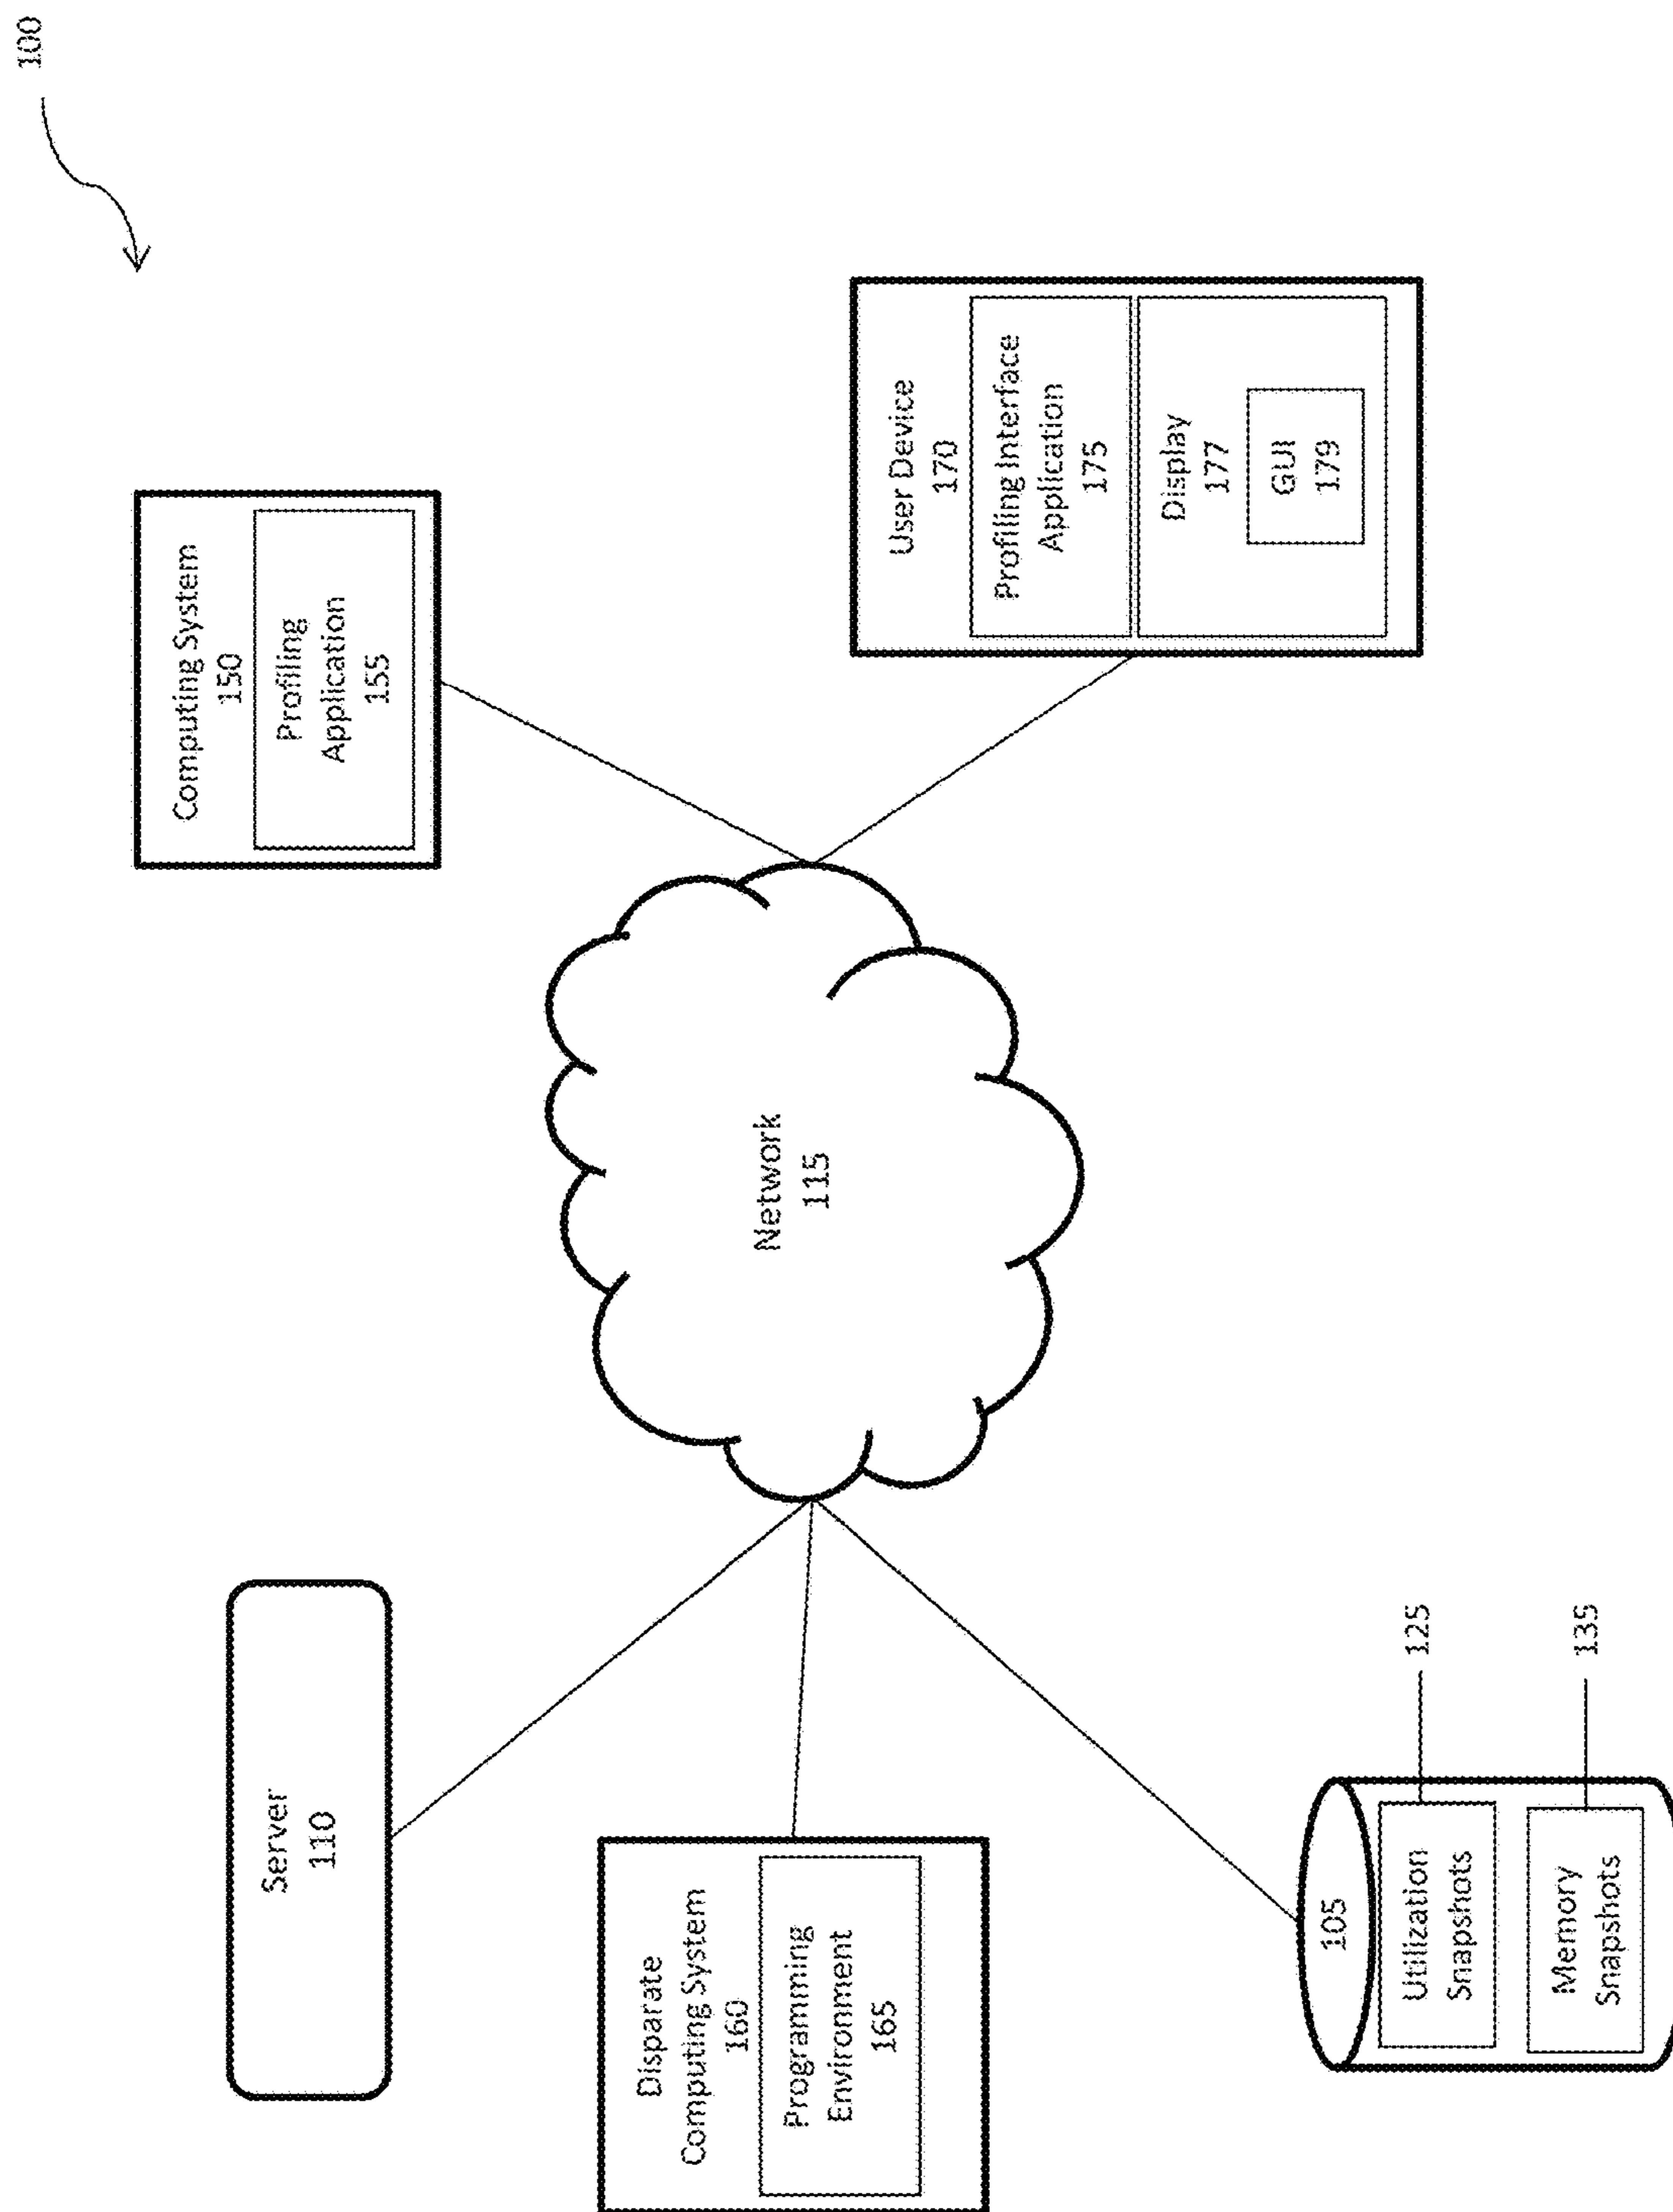 100
Server
110
Disparate
Computing System
160
Programming
Environment
165
105
Utilization
Snapshots
125
Memory
Snapshots
135
Network
115
Computing System
150
Profiling
Application
155
User Device
170
Profiling Interface
Application
175
Display
177
GUI
179